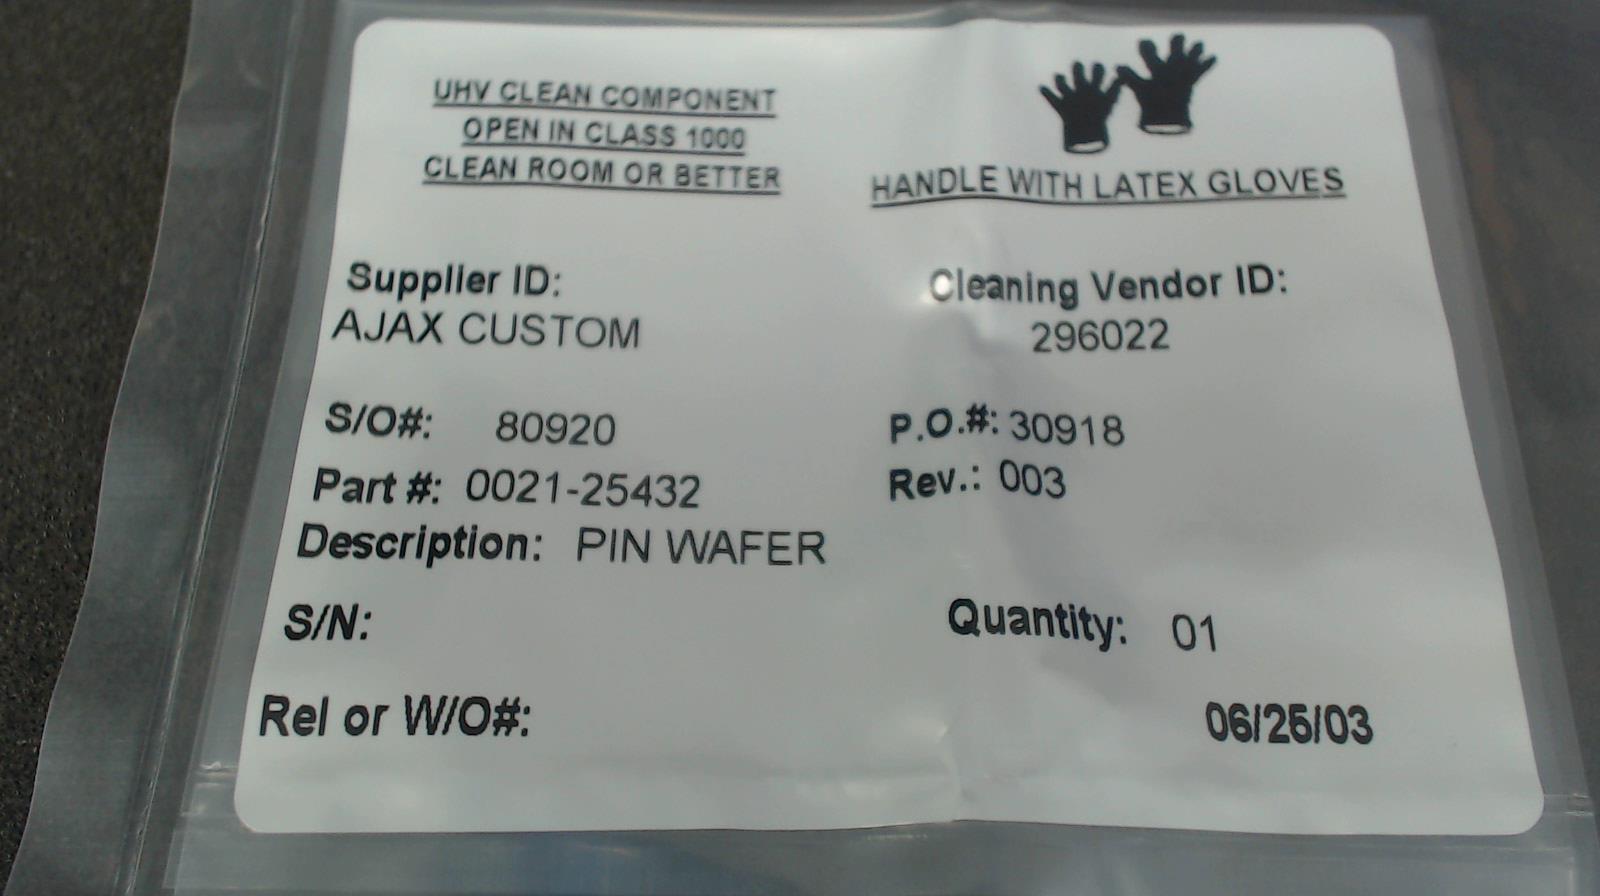 UHV CLEAN COMPONENT
OPEN IN CLASS 1000
CLEAN ROOM OR BETTER
HANDLE WITH LATEX GLOVES
Supplier ID:
AJAX CUSTOM
Cleaning Vendor ID:
296022
S/O#: 80920
P.O.#: 30918
Part #: 0021-25432
Rev.: 003
Description: PIN WAFER
S/N:
Quantity: 01
Rel or W/O#:
06/25/03